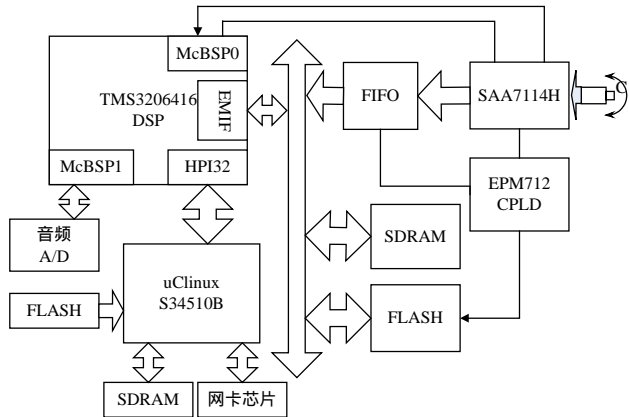 McBSP0
TMS3206416
DSP
EMIF
McBSP1
HPI32
FIFO
SAA7114H
C
EPM712
CPLD
音频
A/D
SDRAM
uClinux
S34510B
FLASH
FLASH
SDRAM
网卡芯片